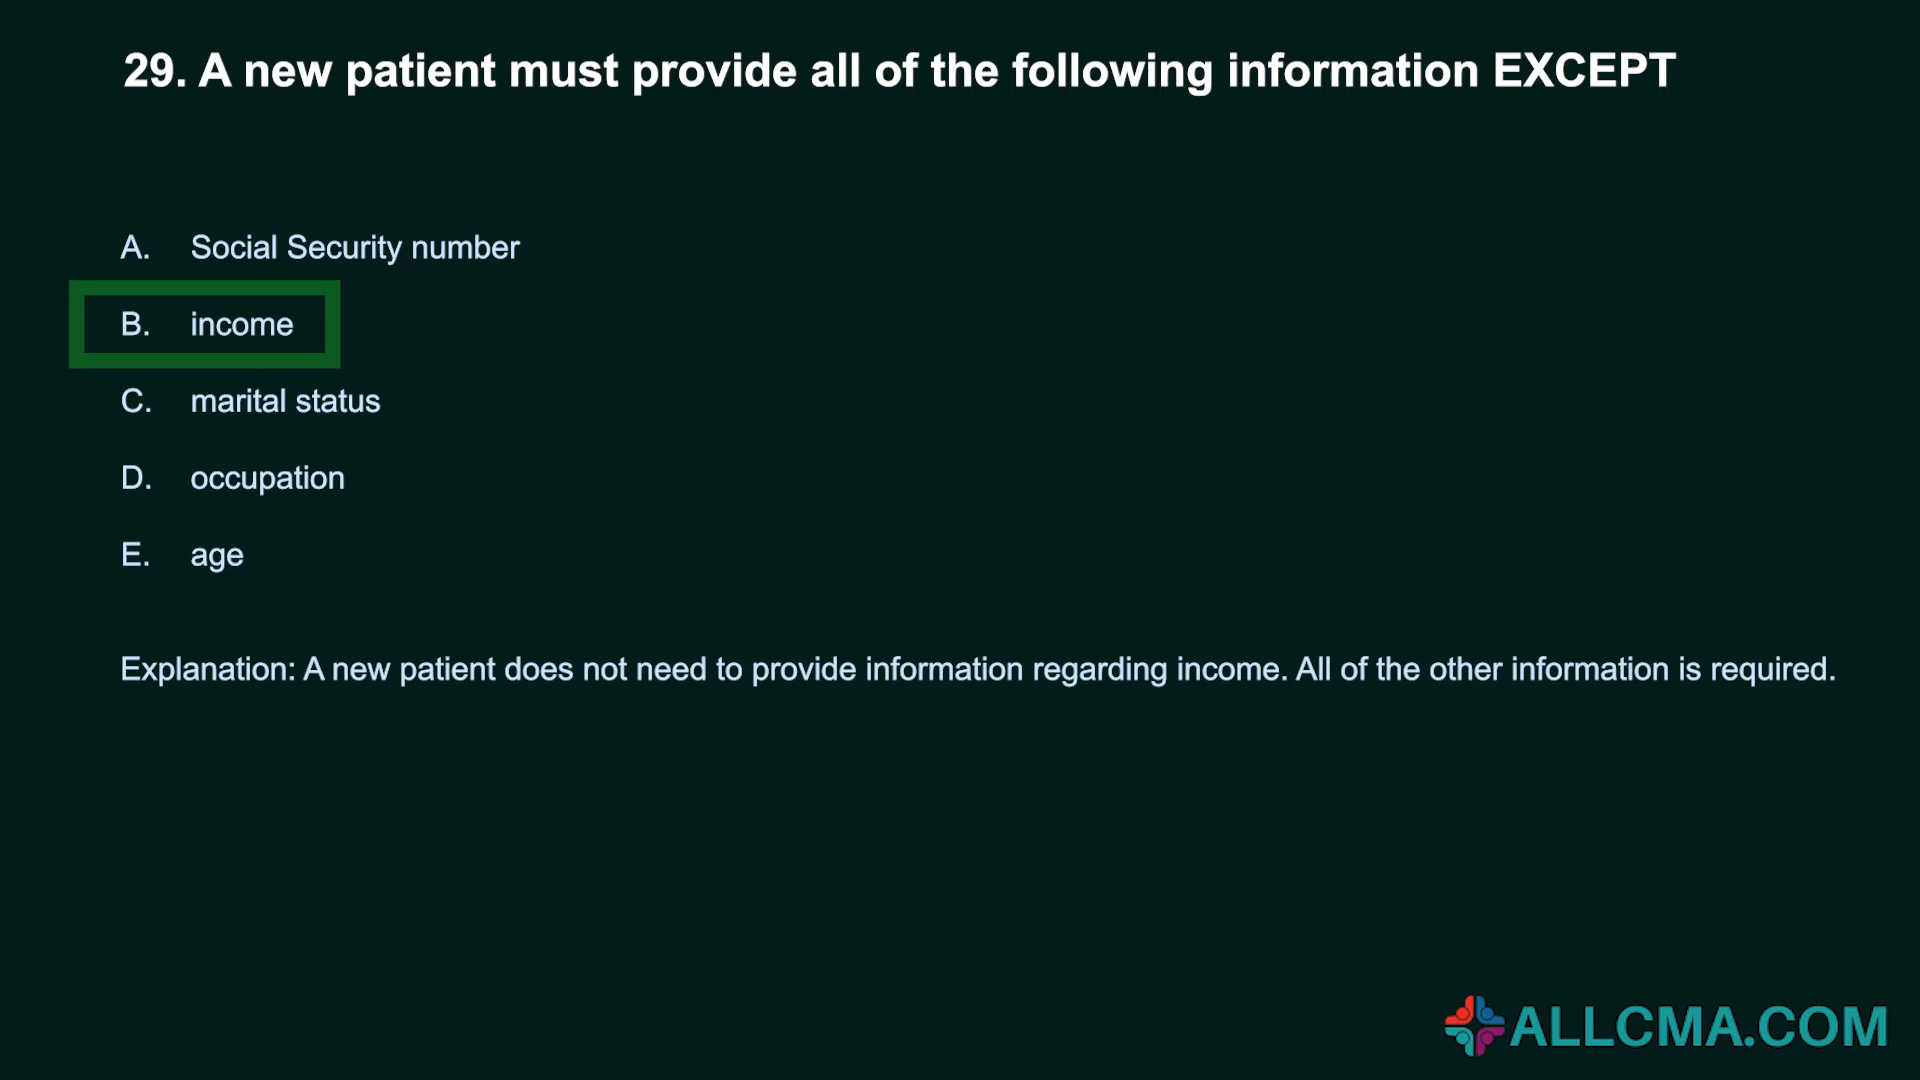 29. A new patient must provide all of the following information EXCEPT
A. Social Security number
B. income
C. marital status
D. occupation
E. age
Explanation: A new patient does not need to provide information regarding income. All of the other information is required.
ALLCMA.COM